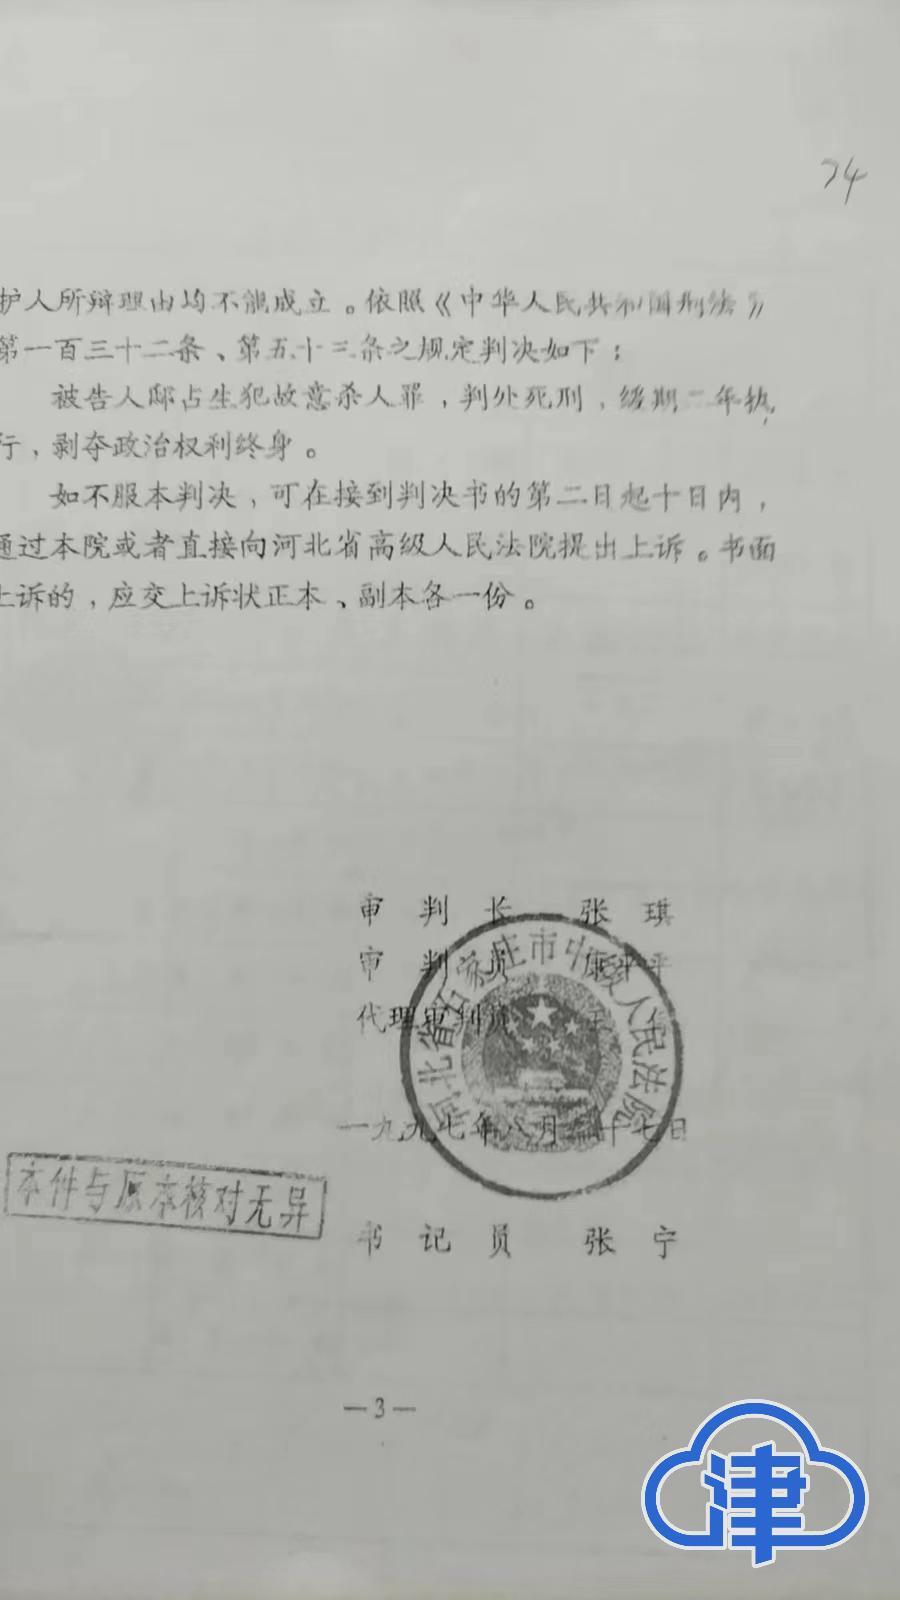 24
护人所辩理由均不能成立。依照《中华人民共和国刑法》
第一百三十二条、第五十三条之规定判决如下：
被告人邸占生犯故意杀人罪，判处死刑，缓期二年执
行，剥夺政治权利终身。
如不服本判决，可在接到判决书的第二日起十日内，
通过本院或者直接向河北省高级人民法院提出上诉。书面
上诉的，应交上诉状正本、副本各一份。
审 判 长 张 琪
审 判 员 康平平
代理审判员
河北省石家庄市中级人民法院
一九九七年八月二十七日
本件与原本核对无异
书 记 员 张 宁
—3—
津